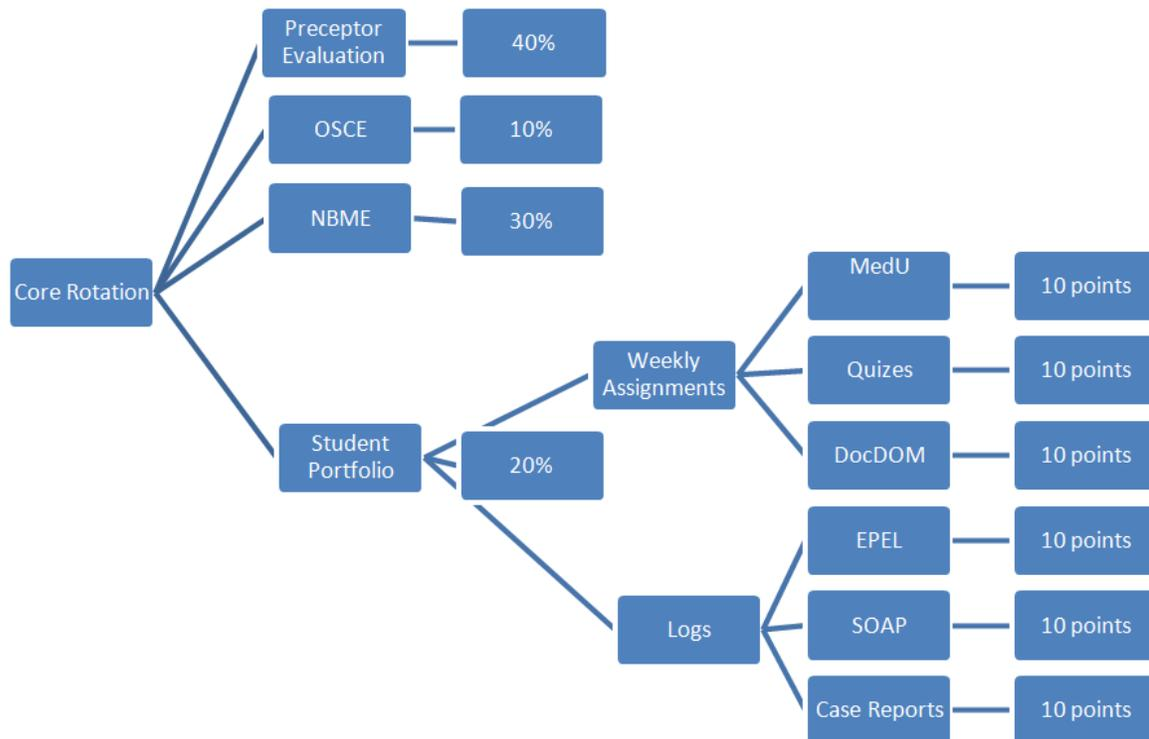 Preceptor
Evaluation
40%
OSCE
10%
NBME
30%
Core Rotation
Student
Portfolio
20%
Weekly
Assignments
MedU
10 points
Quizes
10 points
DocDOM
10 points
Logs
EPEL
10 points
SOAP
10 points
Case Reports
10 points